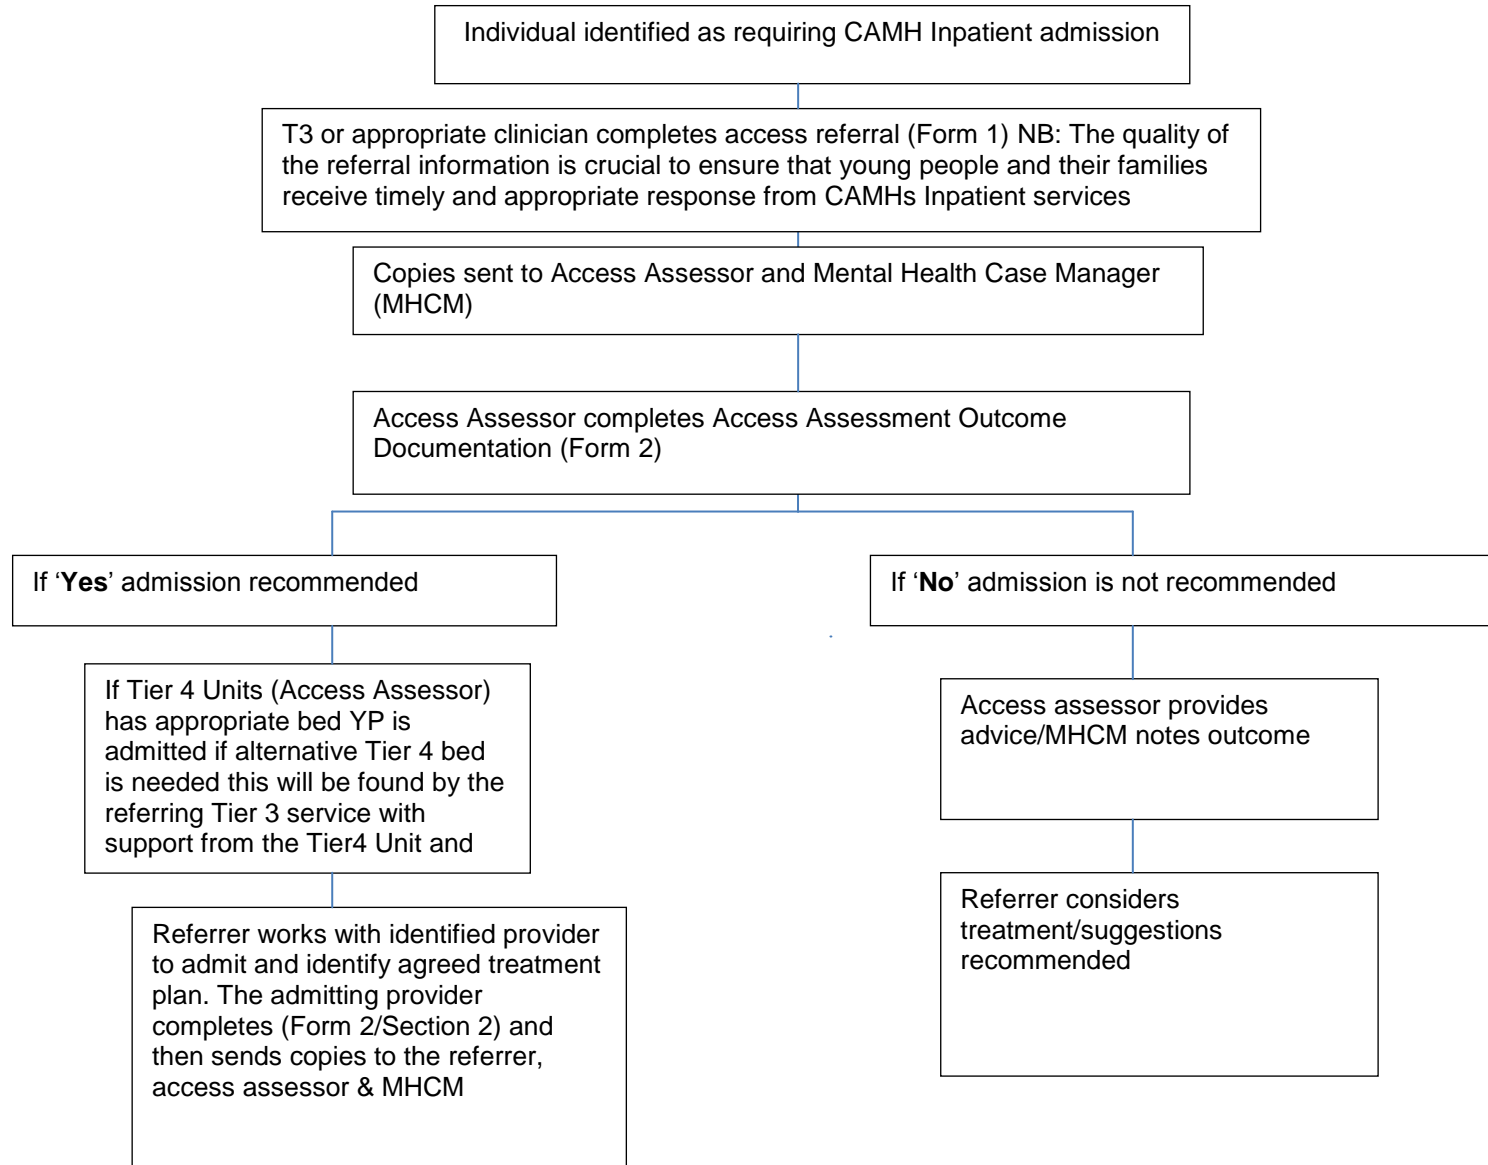 Individual identified as requiring CAMH Inpatient admission
T3 or appropriate clinician completes access referral (Form 1) NB: The quality of
the referral information is crucial to ensure that young people and their families
receive timely and appropriate response from CAMHs Inpatient services
Copies sent to Access Assessor and Mental Health Case Manager
(MHCM)
Access Assessor completes Access Assessment Outcome
Documentation (Form 2)
If ‘Yes’ admission recommended
If Tier 4 Units (Access Assessor)
has appropriate bed YP is
admitted if alternative Tier 4 bed
is needed this will be found by the
referring Tier 3 service with
support from the Tier4 Unit and
Referrer works with identified provider
to admit and identify agreed treatment
plan. The admitting provider
completes (Form 2/Section 2) and
then sends copies to the referrer,
access assessor & MHCM
If ‘No’ admission is not recommended
Access assessor provides
advice/MHCM notes outcome
Referrer considers
treatment/suggestions
recommended